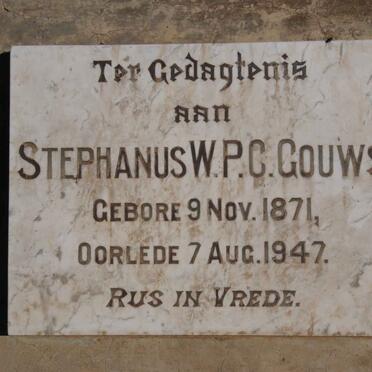 Ter Gedagtenis
aan
STEPHANUS W.P.C. GOUWS
GEBORE 9 NOV. 1871,
OORLEDE 7 AUG. 1947.
RUS IN VREDE.